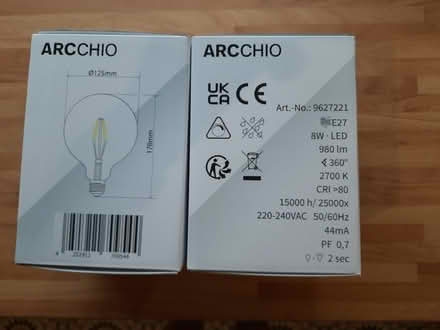 ARCCHIO
Ø125mm
170mm
ARCCHIO
UK
CA CE
Art.-No.: 9627221
E27
8W · LED
980 lm
360°
2700 K
CRI >80
15000 h/ 25000x
220-240VAC 50/60Hz
44mA
PF 0,7
2 sec